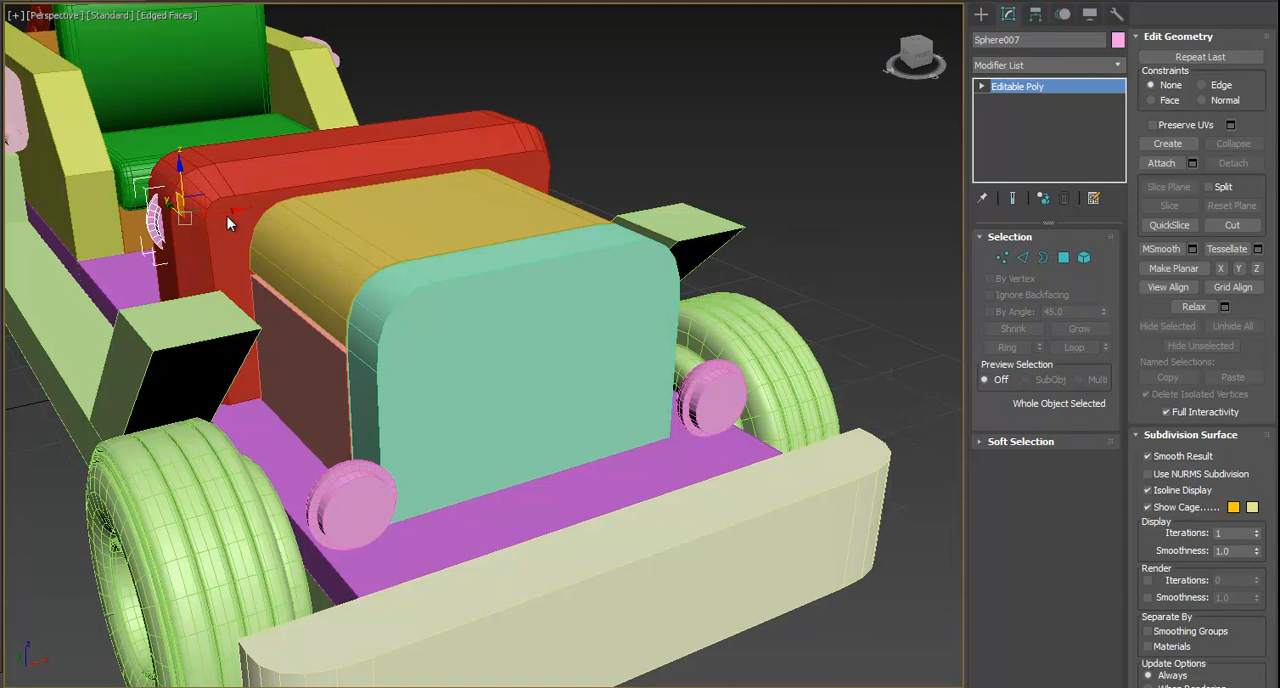 [+] [Perspective] [Standard] [Edged Faces]
z
y
Sphere007
Modifier List
Editable Poly
Selection
By Vertex
Ignore Backfacing
By Angle: 45.0
Shrink Grow
Ring Loop
Preview Selection
Off SubObj Multi
Whole Object Selected
Soft Selection
Edit Geometry
Repeat Last
Constraints
None Edge
Face Normal
Preserve UVs
Create Collapse
Attach Detach
Slice Plane Split
Slice Reset Plane
QuickSlice Cut
MSmooth Tessellate
Make Planar X Y Z
View Align Grid Align
Relax
Hide Selected Unhide All
Hide Unselected
Named Selections:
Copy Paste
Delete Isolated Vertices
Full Interactivity
Subdivision Surface
Smooth Result
Use NURMS Subdivision
Isoline Display
Show Cage......
Display
Iterations: 1
Smoothness: 1.0
Render
Iterations: 0
Smoothness: 1.0
Separate By
Smoothing Groups
Materials
Update Options
Always
When Rendering